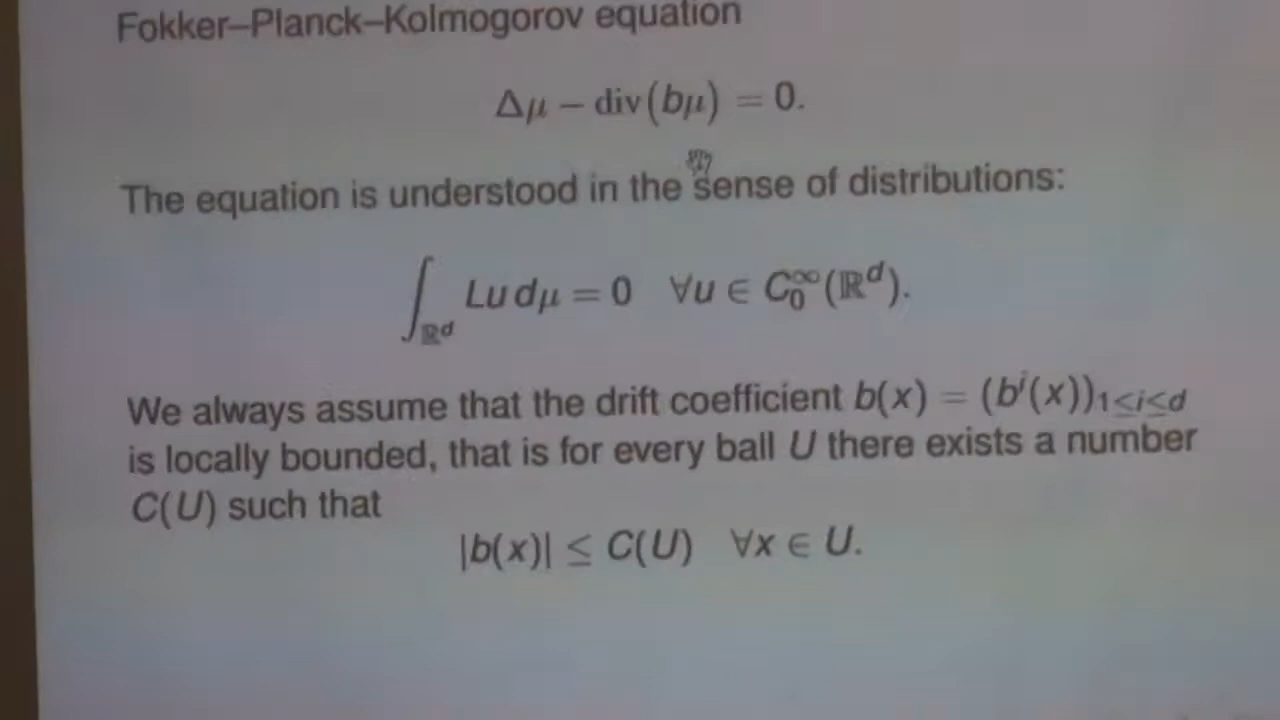 Fokker–Planck–Kolmogorov equation
Δμ − div(bμ) = 0.
The equation is understood in the sense of distributions:
∫_{ℝ^d} Lu dμ = 0 ∀u ∈ C_0^∞(ℝ^d).
We always assume that the drift coefficient b(x) = (b^i(x))_{1≤i≤d}
is locally bounded, that is for every ball U there exists a number
C(U) such that
|b(x)| ≤ C(U) ∀x ∈ U.